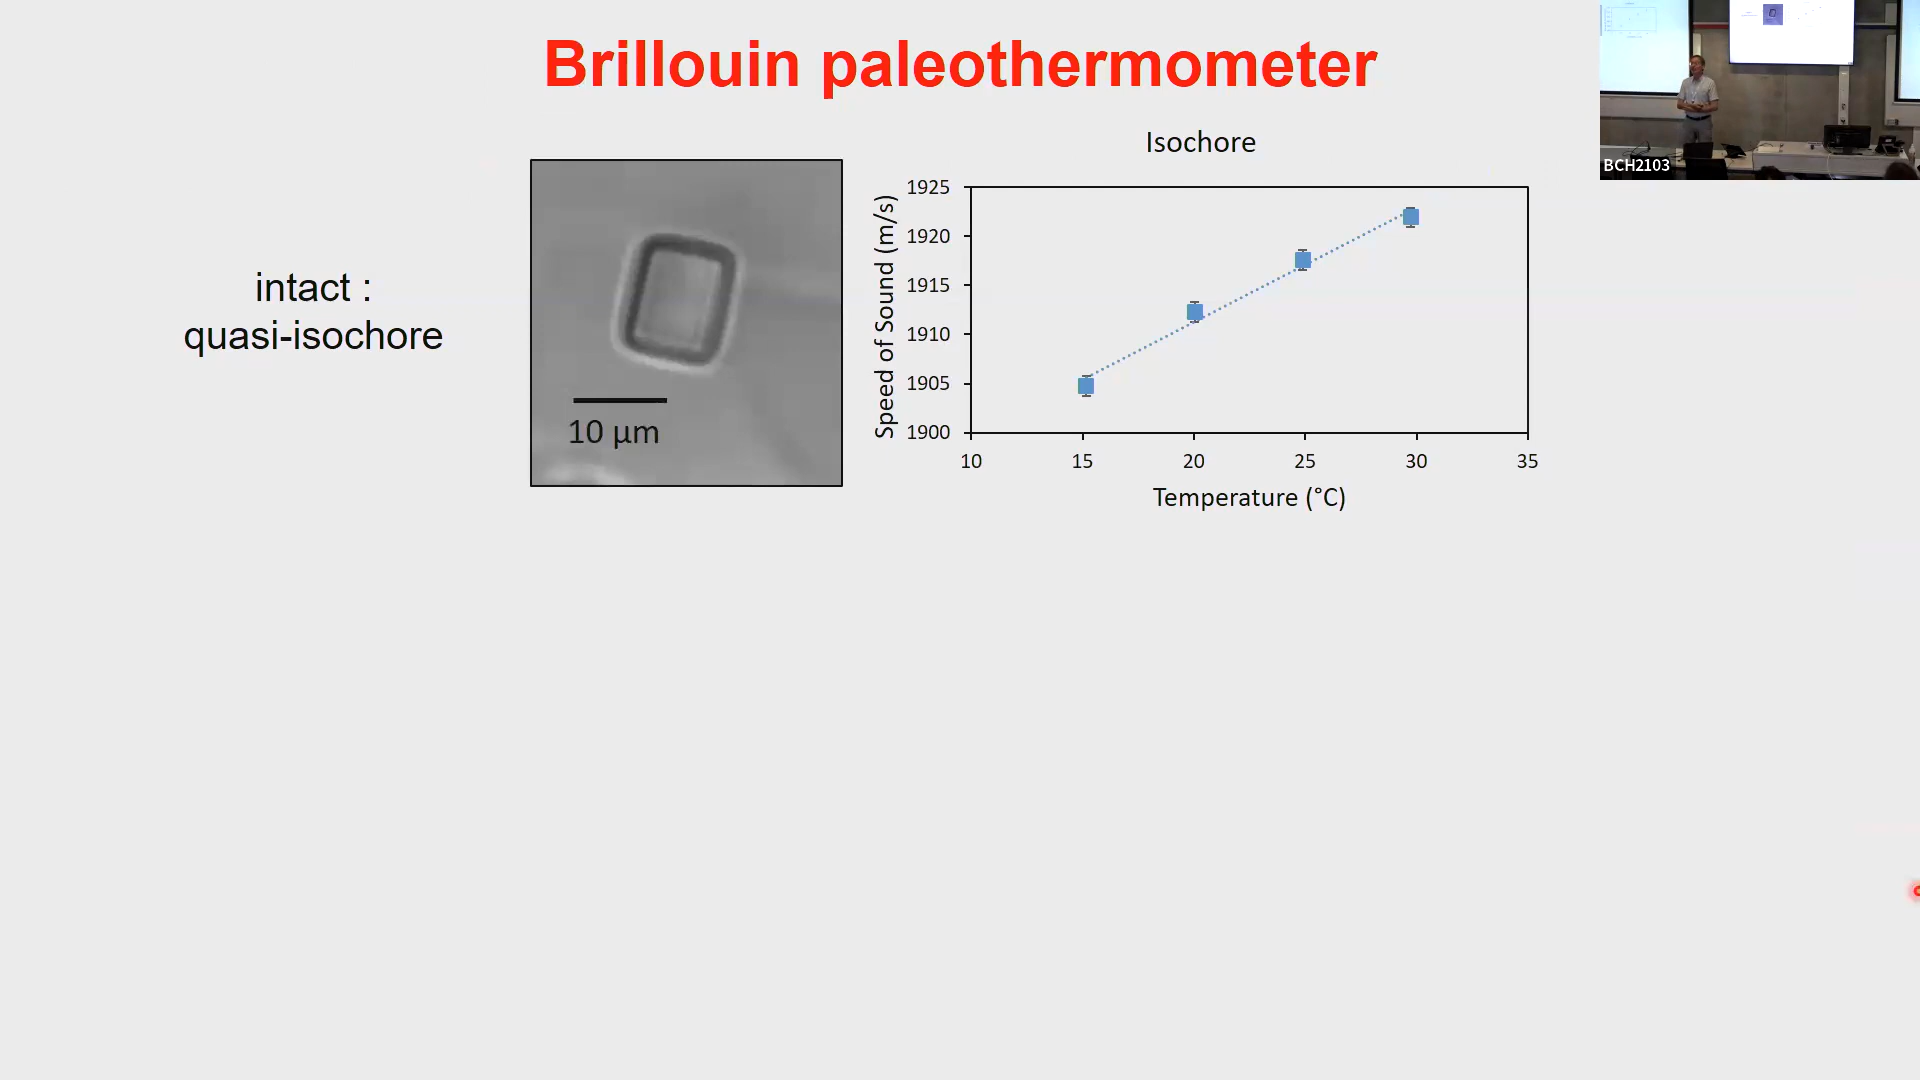 Brillouin paleothermometer
BCH2103
intact :
quasi-isochore
10 µm
Isochore
Speed of Sound (m/s)
1925
1920
1915
1910
1905
1900
10 15 20 25 30 35
Temperature (°C)